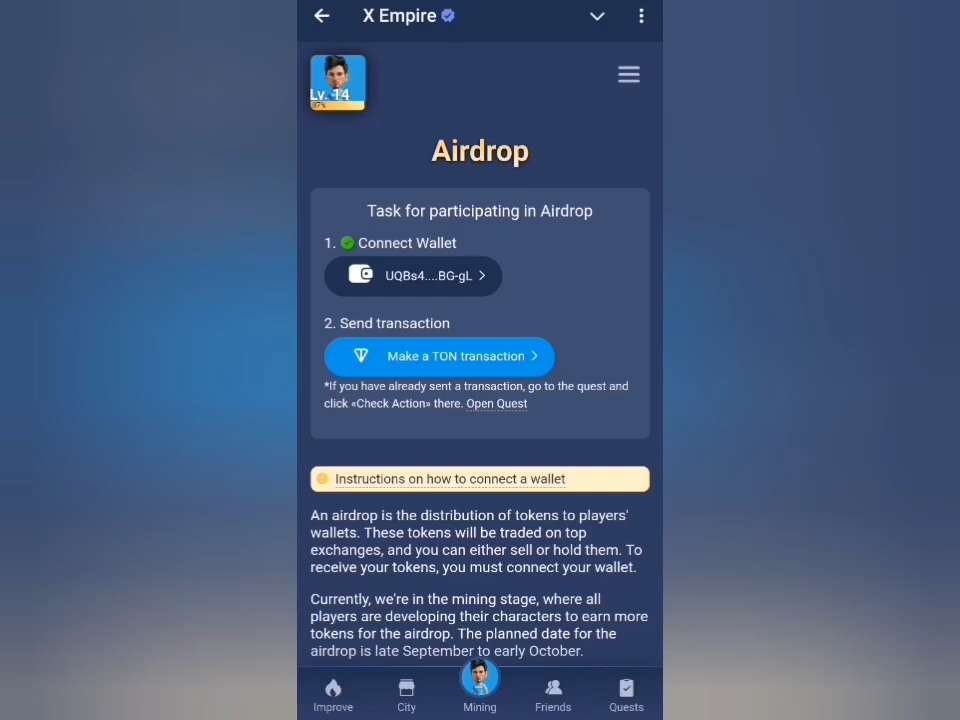 X Empire
Lv. 14
87%
Airdrop
Task for participating in Airdrop
1. Connect Wallet
UQBs4....BG-gL
2. Send transaction
Make a TON transaction
*If you have already sent a transaction, go to the quest and
click «Check Action» there. Open Quest
Instructions on how to connect a wallet
An airdrop is the distribution of tokens to players'
wallets. These tokens will be traded on top
exchanges, and you can either sell or hold them. To
receive your tokens, you must connect your wallet.
Currently, we're in the mining stage, where all
players are developing their characters to earn more
tokens for the airdrop. The planned date for the
airdrop is late September to early October.
Improve
City
Mining
Friends
Quests